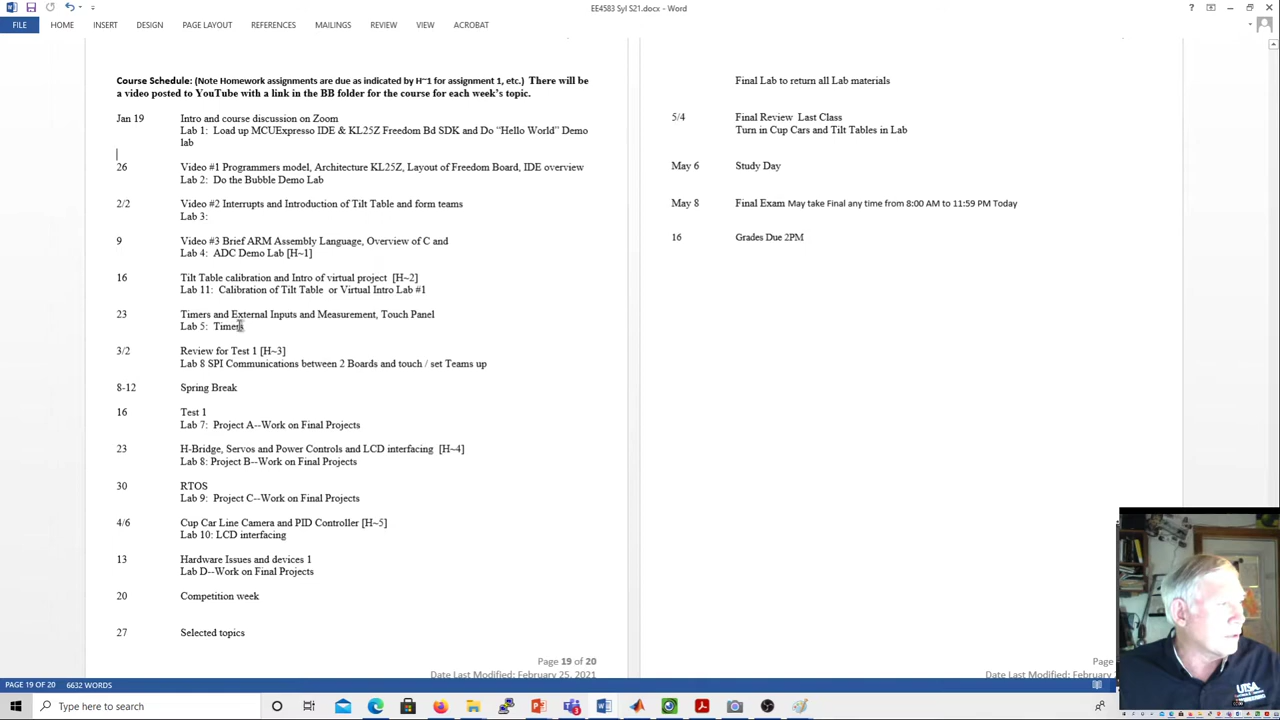 EE4583 Syl S21.docx - Word
FILE
HOME
INSERT
DESIGN
PAGE LAYOUT
REFERENCES
MAILINGS
REVIEW
VIEW
ACROBAT
Course Schedule: (Note Homework assignments are due as indicated by H~1 for assignment 1, etc.) There will be
a video posted to YouTube with a link in the BB folder for the course for each week's topic.
Jan 19 Intro and course discussion on Zoom
Lab 1: Load up MCUExpresso IDE & KL25Z Freedom Bd SDK and Do "Hello World" Demo
lab
26 Video #1 Programmers model, Architecture KL25Z, Layout of Freedom Board, IDE overview
Lab 2: Do the Bubble Demo Lab
2/2 Video #2 Interrupts and Introduction of Tilt Table and form teams
Lab 3:
9 Video #3 Brief ARM Assembly Language, Overview of C and
Lab 4: ADC Demo Lab [H~1]
16 Tilt Table calibration and Intro of virtual project [H~2]
Lab 11: Calibration of Tilt Table or Virtual Intro Lab #1
23 Timers and External Inputs and Measurement, Touch Panel
Lab 5: Timers
3/2 Review for Test 1 [H~3]
Lab 8 SPI Communications between 2 Boards and touch / set Teams up
8-12 Spring Break
16 Test 1
Lab 7: Project A--Work on Final Projects
23 H-Bridge, Servos and Power Controls and LCD interfacing [H~4]
Lab 8: Project B--Work on Final Projects
30 RTOS
Lab 9: Project C--Work on Final Projects
4/6 Cup Car Line Camera and PID Controller [H~5]
Lab 10: LCD interfacing
13 Hardware Issues and devices 1
Lab D--Work on Final Projects
20 Competition week
27 Selected topics
Page 19 of 20
Date Last Modified: February 25, 2021
Final Lab to return all Lab materials
5/4 Final Review Last Class
Turn in Cup Cars and Tilt Tables in Lab
May 6 Study Day
May 8 Final Exam May take Final any time from 8:00 AM to 11:59 PM Today
16 Grades Due 2PM
Page
Date Last Modified: February
UTSA
PAGE 19 OF 20
6632 WORDS
Type here to search